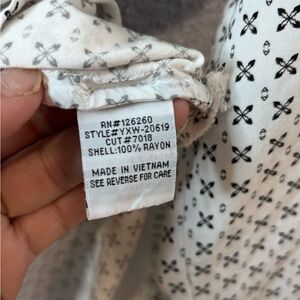 RN#126260
STYLE#YXW-20619
CUT#7018
SHELL:100% RAYON
MADE IN VIETNAM
SEE REVERSE FOR CARE